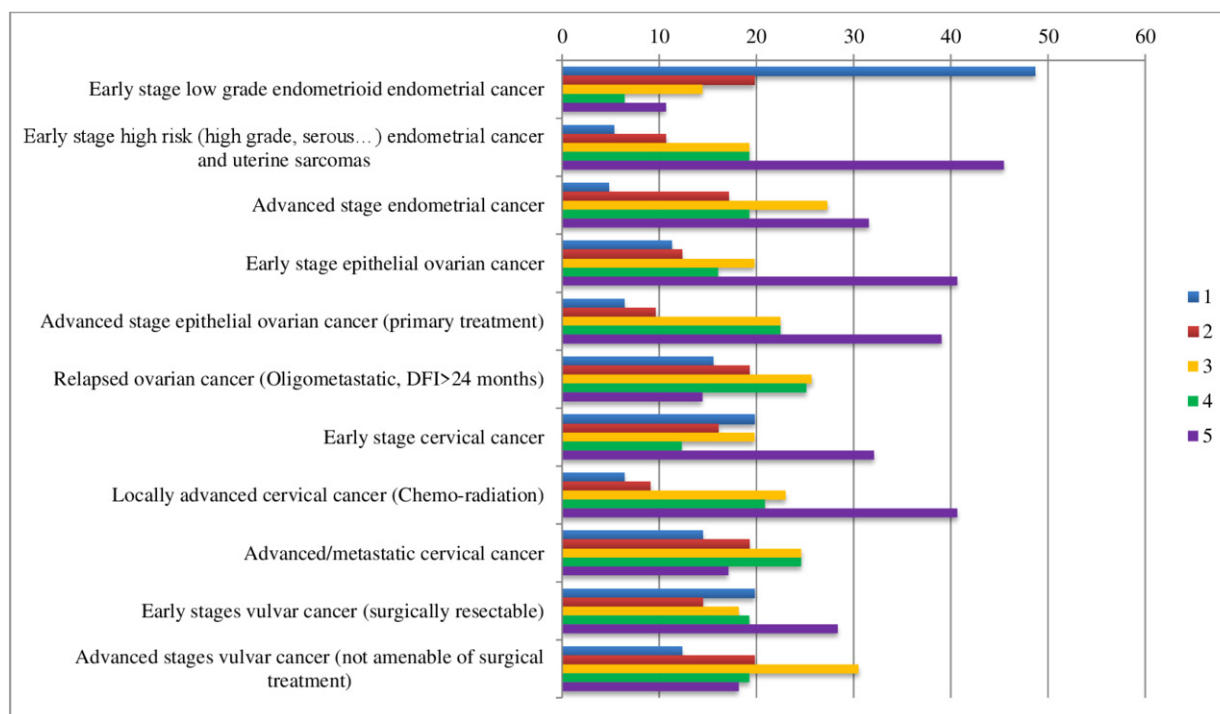 0 10 20 30 40 50 60
Early stage low grade endometrioid endometrial cancer
Early stage high risk (high grade, serous…) endometrial cancer
and uterine sarcomas
Advanced stage endometrial cancer
Early stage epithelial ovarian cancer
Advanced stage epithelial ovarian cancer (primary treatment)
Relapsed ovarian cancer (Oligometastatic, DFI>24 months)
Early stage cervical cancer
Locally advanced cervical cancer (Chemo-radiation)
Advanced/metastatic cervical cancer
Early stages vulvar cancer (surgically resectable)
Advanced stages vulvar cancer (not amenable of surgical
treatment)
1
2
3
4
5